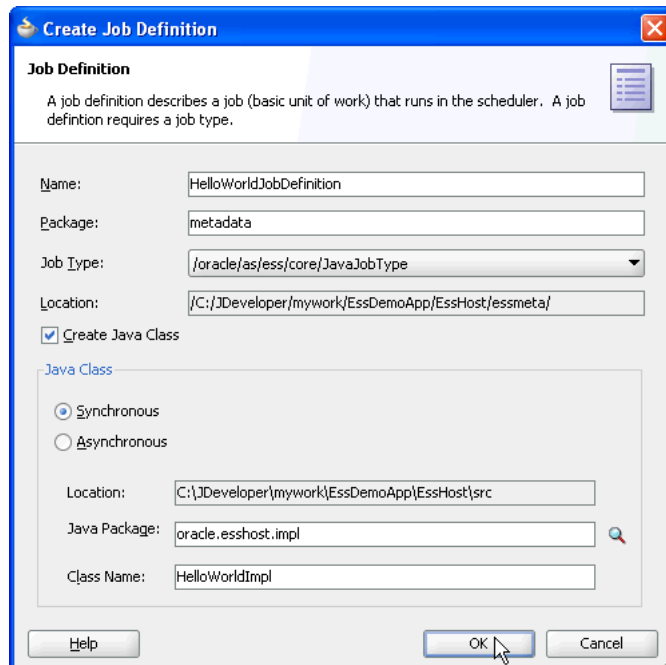 Create Job Definition
Job Definition
A job definition describes a job (basic unit of work) that runs in the scheduler. A job
defintion requires a job type.
Name: HelloWorldJobDefinition
Package: metadata
Job Type: /oracle/as/ess/core/JavaJobType
Location: /C:/JDeveloper/mywork/EssDemoApp/EssHost/essmeta/
Create Java Class
Java Class
Synchronous
Asynchronous
Location: C:\JDeveloper\mywork\EssDemoApp\EssHost\src
Java Package: oracle.esshost.impl
Class Name: HelloWorldImpl
Help OK Cancel